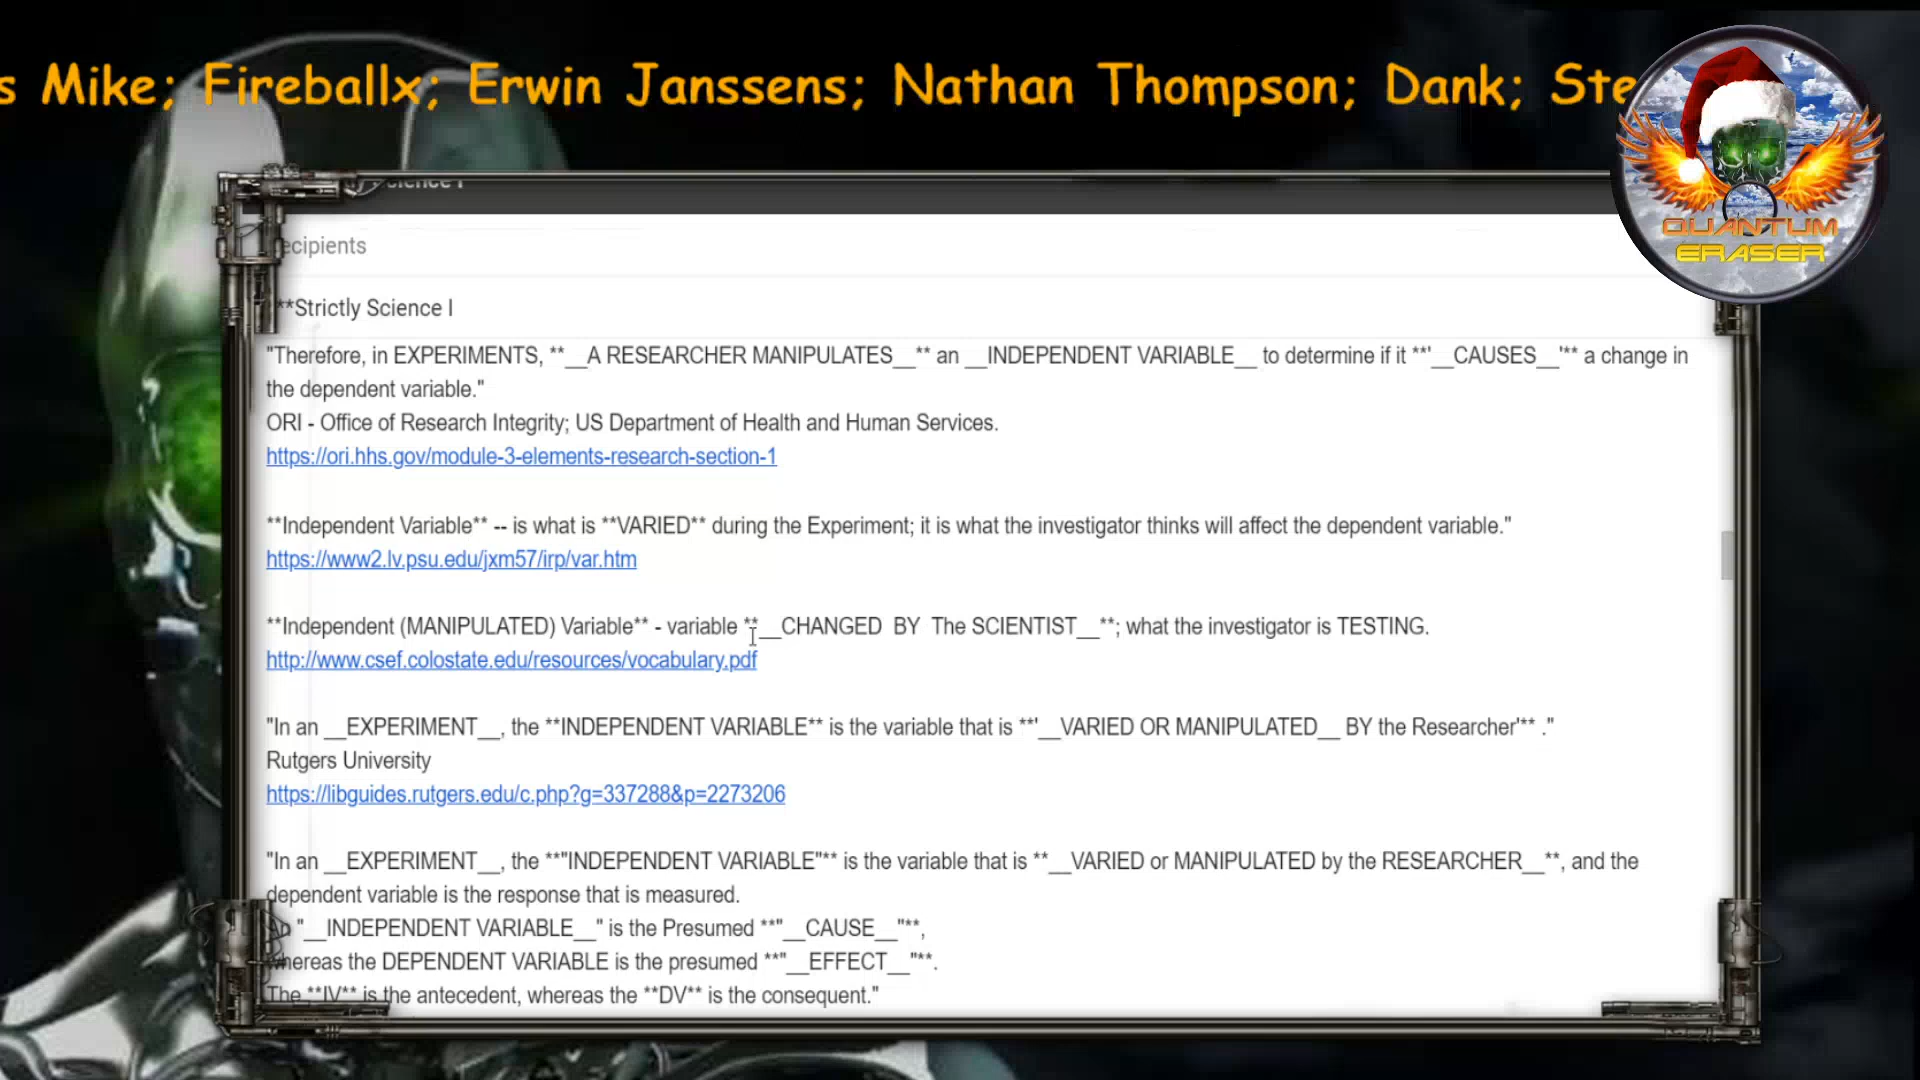 s Mike; Fireballx; Erwin Janssens; Nathan Thompson; Dank; Ste
QUANTUM
ERASER
cience I
ecipients
**Strictly Science I
"Therefore, in EXPERIMENTS, **__A RESEARCHER MANIPULATES__** an __INDEPENDENT VARIABLE__ to determine if it **'__CAUSES__'** a change in
the dependent variable."
ORI - Office of Research Integrity; US Department of Health and Human Services.
https://ori.hhs.gov/module-3-elements-research-section-1
**Independent Variable** -- is what is **VARIED** during the Experiment; it is what the investigator thinks will affect the dependent variable."
https://www2.lv.psu.edu/jxm57/irp/var.htm
**Independent (MANIPULATED) Variable** - variable **__CHANGED BY The SCIENTIST__**; what the investigator is TESTING.
http://www.csef.colostate.edu/resources/vocabulary.pdf
"In an __EXPERIMENT__, the **INDEPENDENT VARIABLE** is the variable that is **'__VARIED OR MANIPULATED__ BY the Researcher'** ."
Rutgers University
https://libguides.rutgers.edu/c.php?g=337288&p=2273206
"In an __EXPERIMENT__, the **"INDEPENDENT VARIABLE"** is the variable that is **__VARIED or MANIPULATED by the RESEARCHER__**, and the
dependent variable is the response that is measured.
An "__INDEPENDENT VARIABLE__" is the Presumed **"__CAUSE__"**,
whereas the DEPENDENT VARIABLE is the presumed **"__EFFECT__"**.
The **IV** is the antecedent, whereas the **DV** is the consequent."